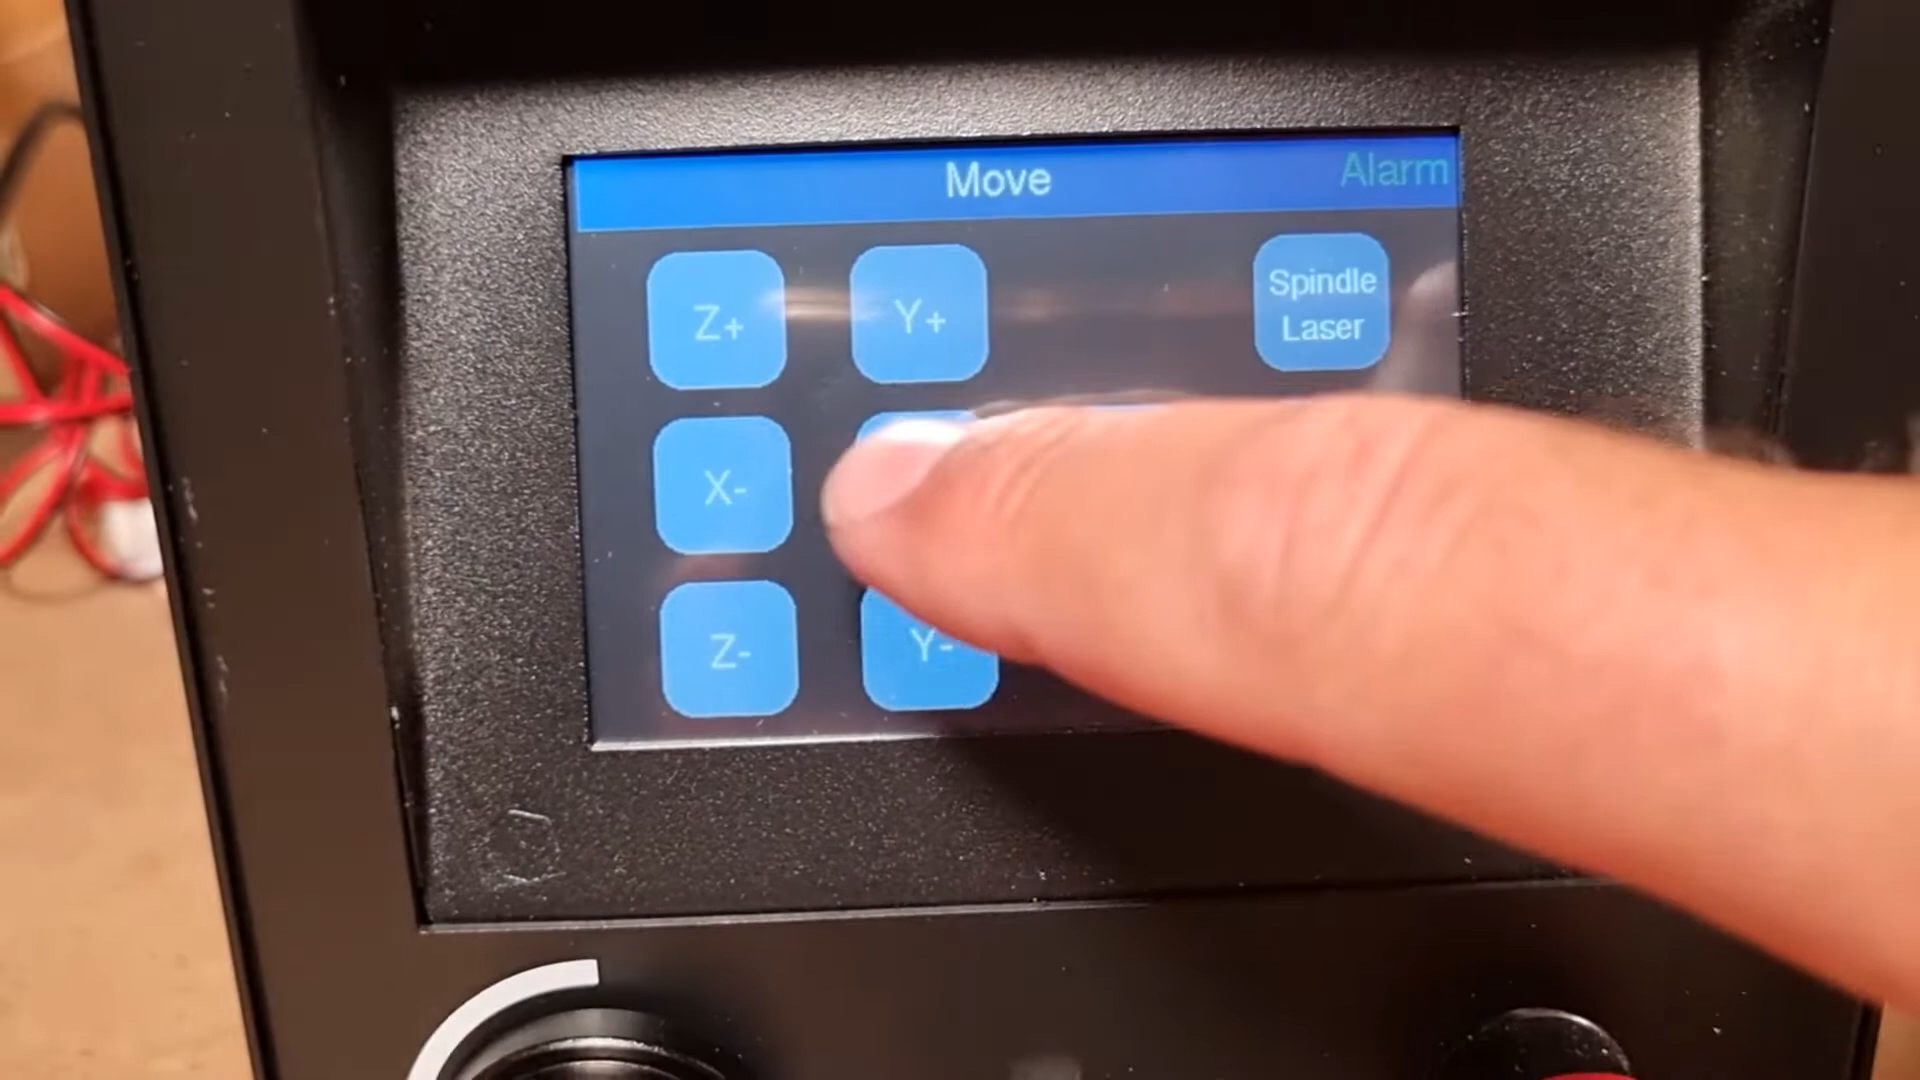 Move
Alarm
Z+
Y+
Spindle
Laser
X-
Z-
Y-